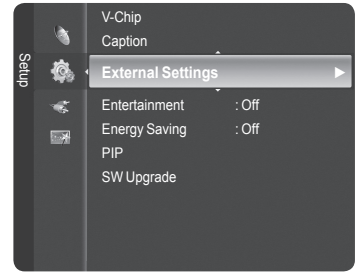 Setup
V-Chip
Caption
External Settings
Entertainment : Off
Energy Saving : Off
PIP
SW Upgrade